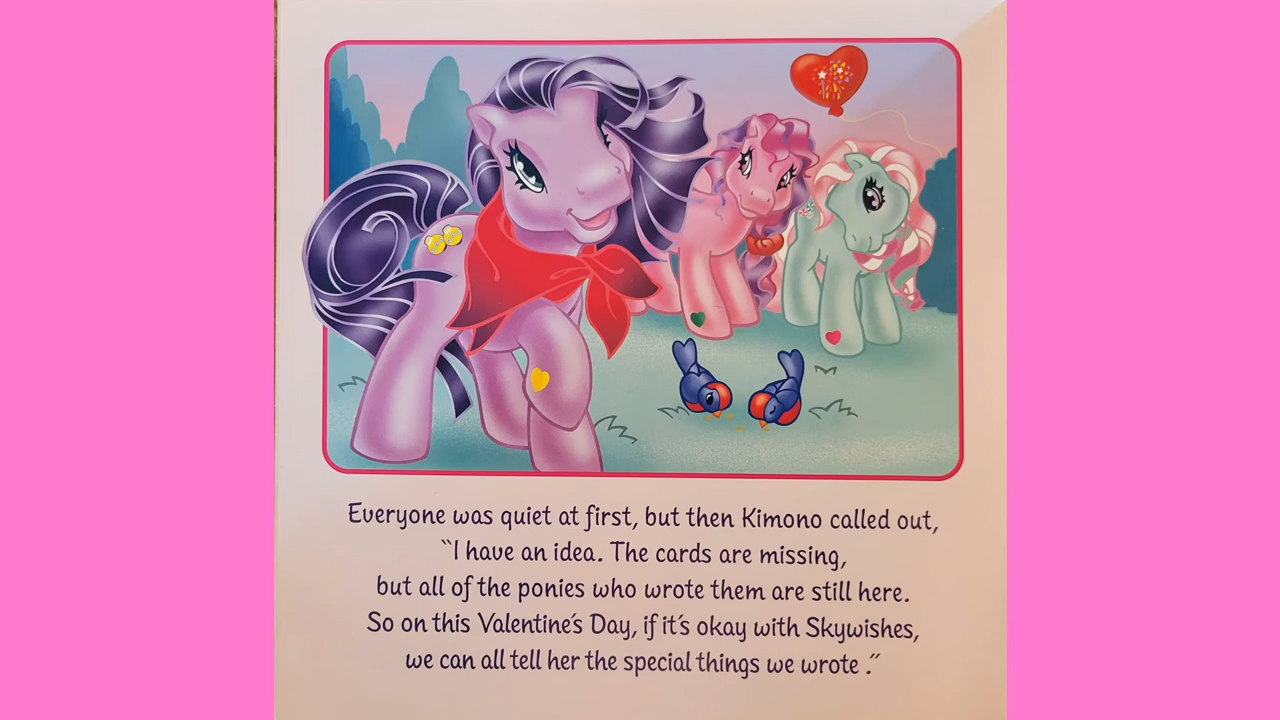 Everyone was quiet at first, but then Kimono called out,
“I have an idea. The cards are missing,
but all of the ponies who wrote them are still here.
So on this Valentine's Day, if it's okay with Skywishes,
we can all tell her the special things we wrote.”